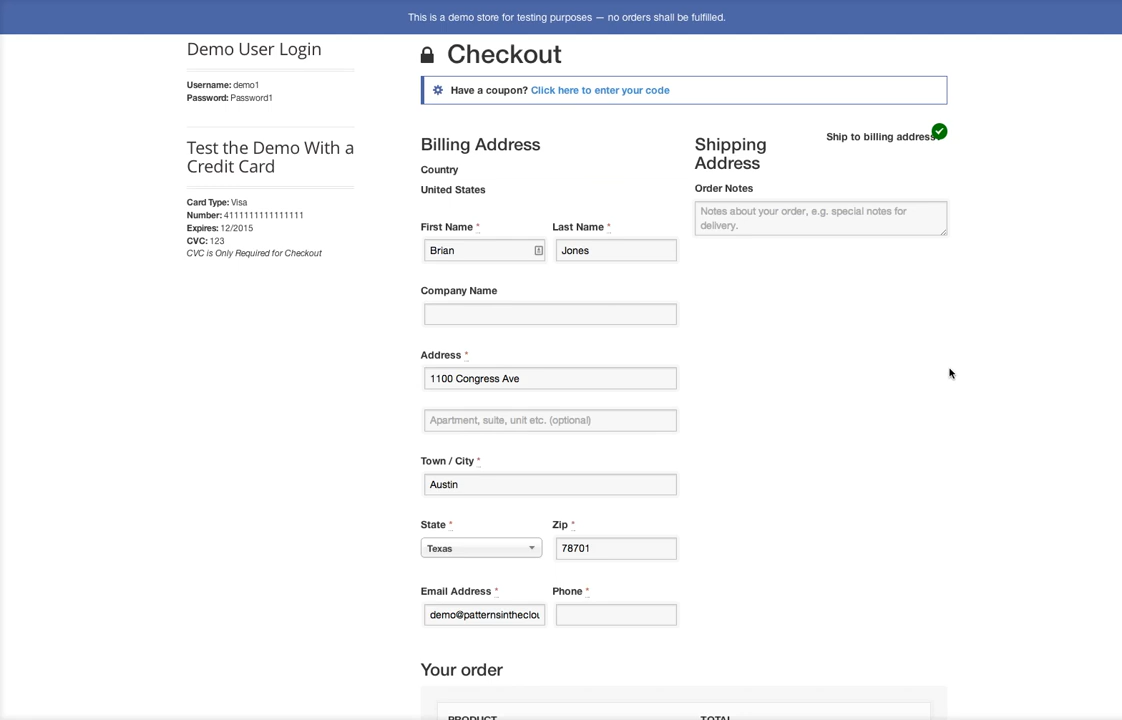 This is a demo store for testing purposes — no orders shall be fulfilled.
Demo User Login
Username: demo1
Password: Password1
Test the Demo With a
Credit Card
Card Type: Visa
Number: 4111111111111111
Expires: 12/2015
CVC: 123
CVC is Only Required for Checkout
Checkout
Have a coupon? Click here to enter your code
Billing Address
Country
United States
First Name *
Last Name *
Brian
Jones
Company Name
Address *
1100 Congress Ave
Apartment, suite, unit etc. (optional)
Town / City *
Austin
State *
Zip *
Texas
78701
Email Address *
Phone *
demo@patternsintheclou
Shipping
Address
Ship to billing address
Order Notes
Notes about your order, e.g. special notes for
delivery.
Your order
PRODUCT
TOTAL